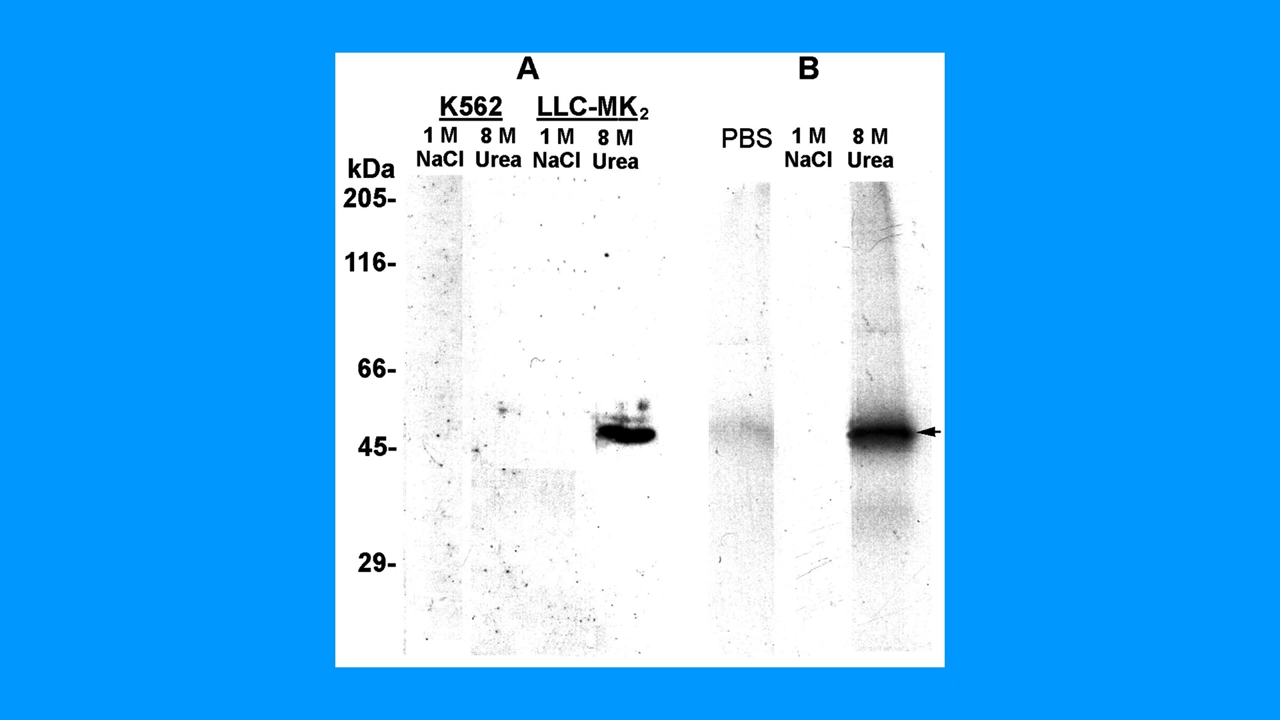 A B
K562 LLC-MK₂
1 M 8 M 1 M 8 M PBS 1 M 8 M
NaCl Urea NaCl Urea NaCl Urea
kDa
205-
116-
66-
45-
29-